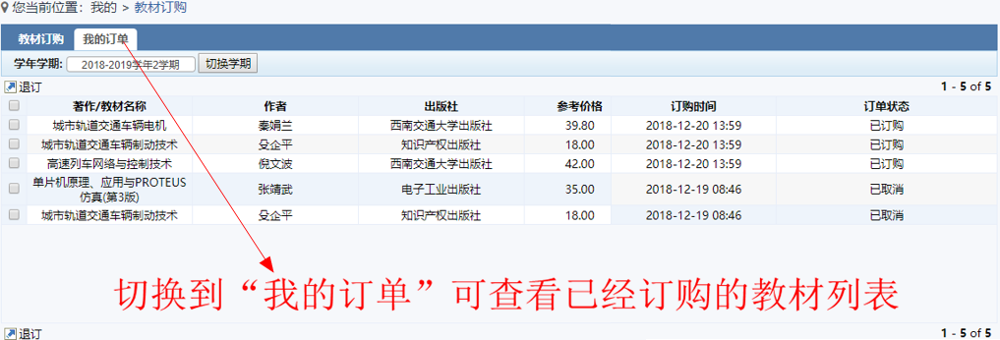 您当前位置：我的 > 教材订购
教材订购 我的订单
学年学期: 2018-2019学年2学期 切换学期
退订 1 - 5 of 5
著作/教材名称 作者 出版社 参考价格 订购时间 订单状态
城市轨道交通车辆电机 秦娟兰 西南交通大学出版社 39.80 2018-12-20 13:59 已订购
城市轨道交通车辆制动技术 殳企平 知识产权出版社 18.00 2018-12-20 13:59 已订购
高速列车网络与控制技术 倪文波 西南交通大学出版社 42.00 2018-12-20 13:59 已订购
单片机原理、应用与PROTEUS
仿真(第3版) 张靖武 电子工业出版社 35.00 2018-12-19 08:46 已取消
城市轨道交通车辆制动技术 殳企平 知识产权出版社 18.00 2018-12-19 08:46 已取消
切换到“我的订单”可查看已经订购的教材列表
退订 1 - 5 of 5